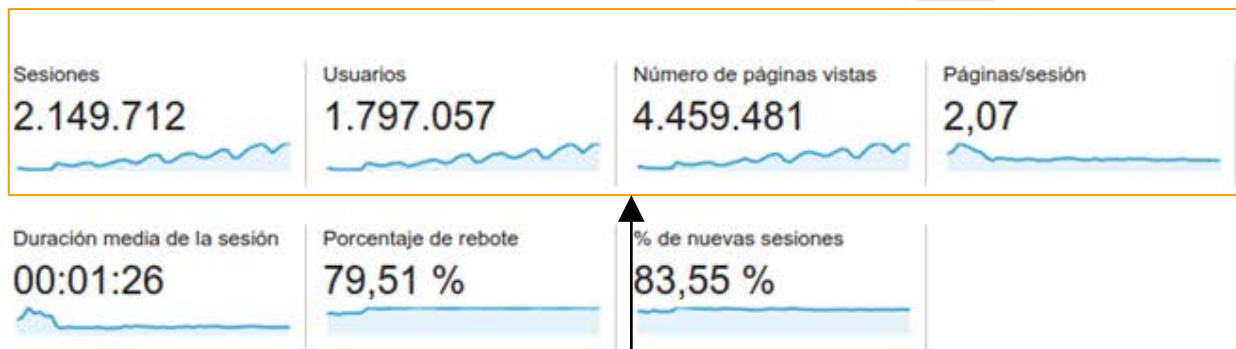 Sesiones
2.149.712
Usuarios
1.797.057
Número de páginas vistas
4.459.481
Páginas/sesión
2,07
Duración media de la sesión
00:01:26
Porcentaje de rebote
79,51 %
% de nuevas sesiones
83,55 %